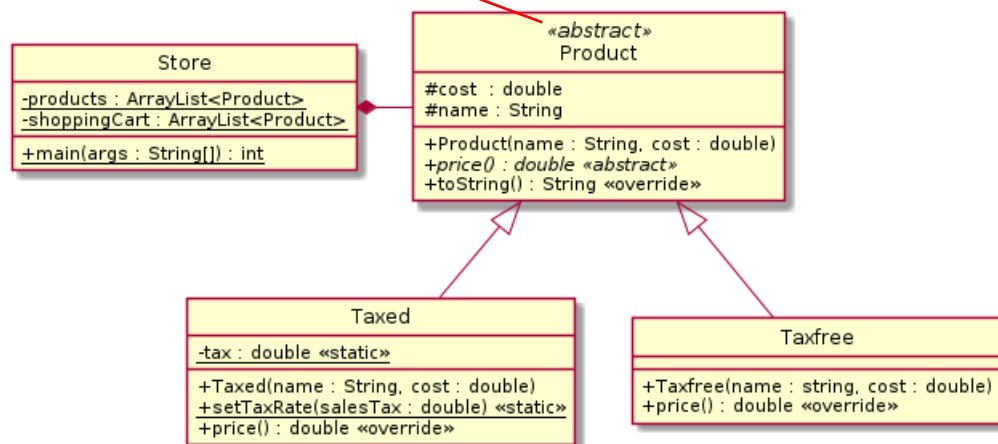 Store
-products : ArrayList<Product>
-shoppingCart : ArrayList<Product>
+main(args : String[]) : int
«abstract»
Product
#cost : double
#name : String
+Product(name : String, cost : double)
+price() : double «abstract»
+toString() : String «override»
Taxed
-tax : double «static»
+Taxed(name : String, cost : double)
+setTaxRate(salesTax : double) «static»
+price() : double «override»
Taxfree
+Taxfree(name : string, cost : double)
+price() : double «override»